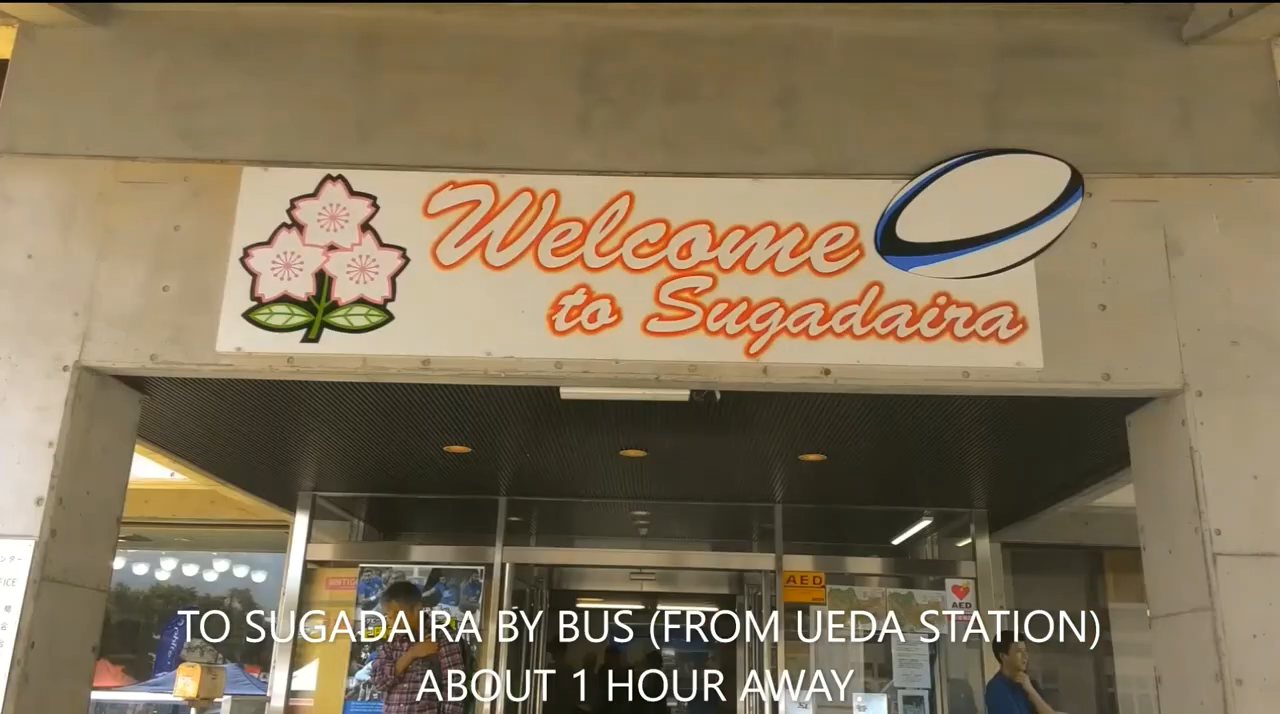 Welcome
to Sugadaira
AED
AED
TO SUGADAIRA BY BUS (FROM UEDA STATION)
ABOUT 1 HOUR AWAY.